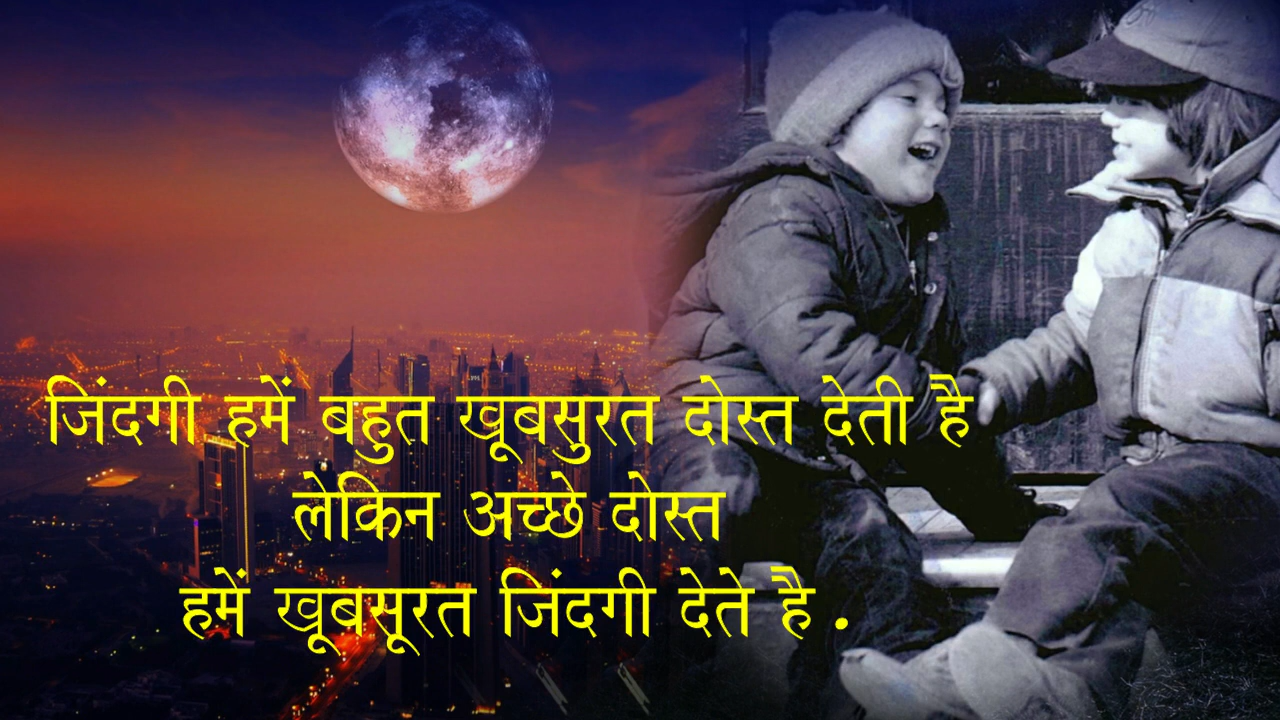 जिंदगी हमें बहुत खूबसुरत दोस्त देती है
लेकिन अच्छे दोस्त
हमें खूबसूरत जिंदगी देते है .